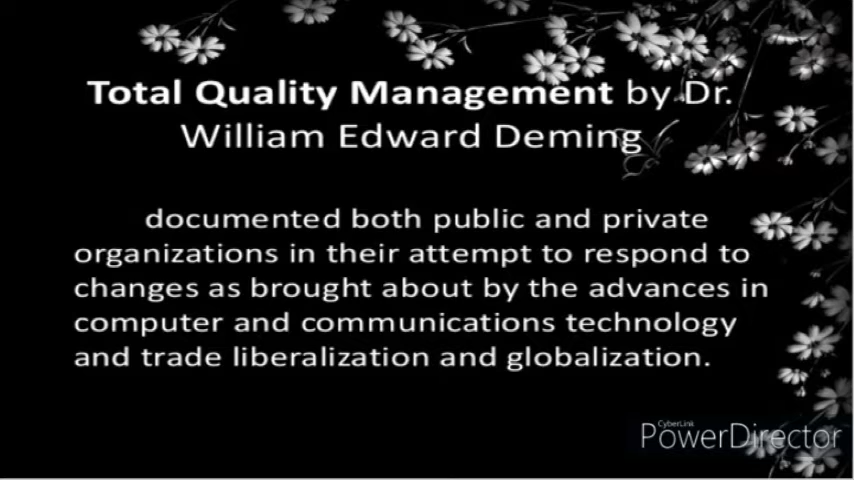 Total Quality Management by Dr.
William Edward Deming
documented both public and private
organizations in their attempt to respond to
changes as brought about by the advances in
computer and communications technology
and trade liberalization and globalization.
CyberLink
PowerDirector